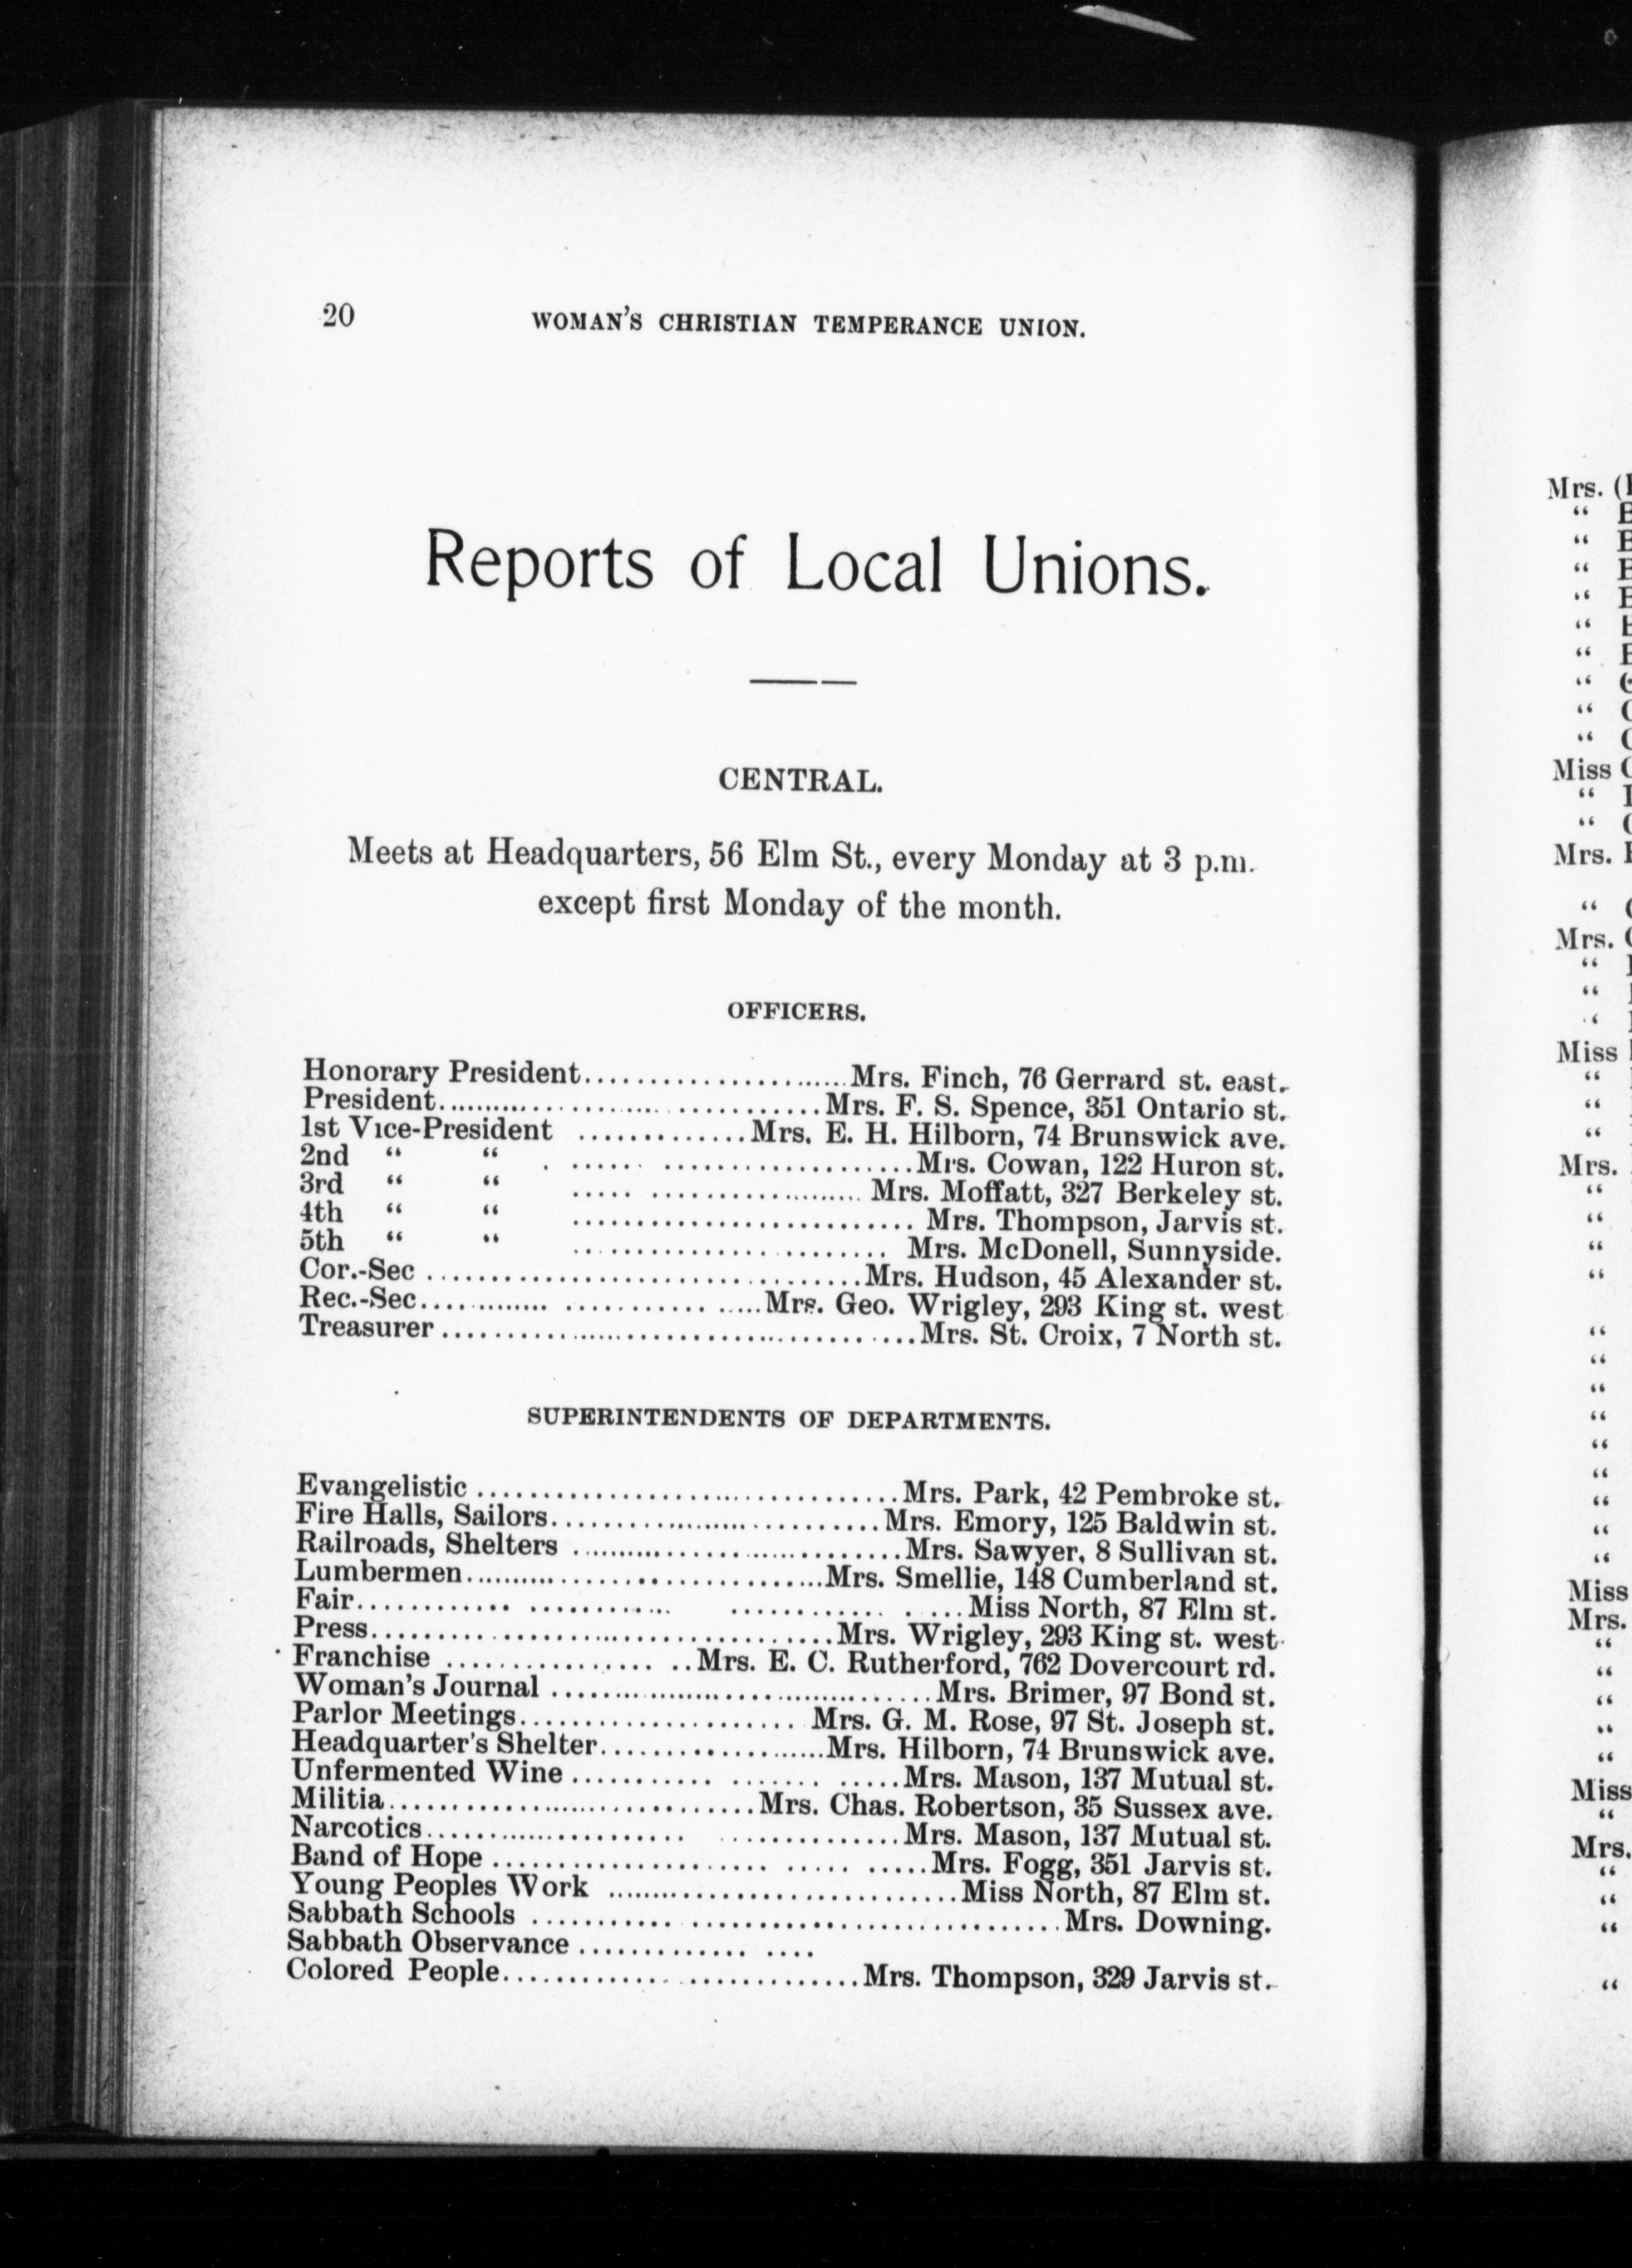 20 WOMAN'S CHRISTIAN TEMPERANCE UNION.
Reports of Local Unions.
CENTRAL.
Meets at Headquarters, 56 Elm St., every Monday at 3 p.m.
except first Monday of the month.
OFFICERS.
Honorary President......................Mrs. Finch, 76 Gerrard st. east.
President..............................Mrs. F. S. Spence, 351 Ontario st.
1st Vice-President .............Mrs. E. H. Hilborn, 74 Brunswick ave.
2nd “ “ . ...... ...................Mrs. Cowan, 122 Huron st.
3rd “ “ ..... ................ Mrs. Moffatt, 327 Berkeley st.
4th “ “ .......................... Mrs. Thompson, Jarvis st.
5th “ “ ........................ Mrs. McDonell, Sunnyside.
Cor.-Sec ..................................Mrs. Hudson, 45 Alexander st.
Rec.-Sec.............. ........... .....Mrs. Geo. Wrigley, 293 King st. west
Treasurer .....................................Mrs. St. Croix, 7 North st.
SUPERINTENDENTS OF DEPARTMENTS.
Evangelistic .................................Mrs. Park, 42 Pembroke st.
Fire Halls, Sailors..........................Mrs. Emory, 125 Baldwin st.
Railroads, Shelters ..........................Mrs. Sawyer, 8 Sullivan st.
Lumbermen............................Mrs. Smellie, 148 Cumberland st.
Fair............ ........... ............ . ....Miss North, 87 Elm st.
Press...................................Mrs. Wrigley, 293 King st. west
Franchise ................ ..Mrs. E. C. Rutherford, 762 Dovercourt rd.
Woman's Journal ..............................Mrs. Brimer, 97 Bond st.
Parlor Meetings..................... Mrs. G. M. Rose, 97 St. Joseph st.
Headquarter's Shelter..................Mrs. Hilborn, 74 Brunswick ave.
Unfermented Wine ........... ....... .....Mrs. Mason, 137 Mutual st.
Militia............................Mrs. Chas. Robertson, 35 Sussex ave.
Narcotics.................... ..............Mrs. Mason, 137 Mutual st.
Band of Hope ..................... ..... .....Mrs. Fogg, 351 Jarvis st.
Young Peoples Work ............................Miss North, 87 Elm st.
Sabbath Schools ........... ............................Mrs. Downing.
Sabbath Observance ............. ....
Colored People............. .............Mrs. Thompson, 329 Jarvis st.
Mrs.
“
“
“
“
“
“
“
“
“
Miss
“
“
Mrs.
“
Mrs.
“
“
“
Miss
“
“
“
Mrs.
“
“
“
“
“
“
“
“
“
“
“
“
“
Miss
Mrs.
“
“
“
“
“
Miss
“
Mrs.
“
“
“
“